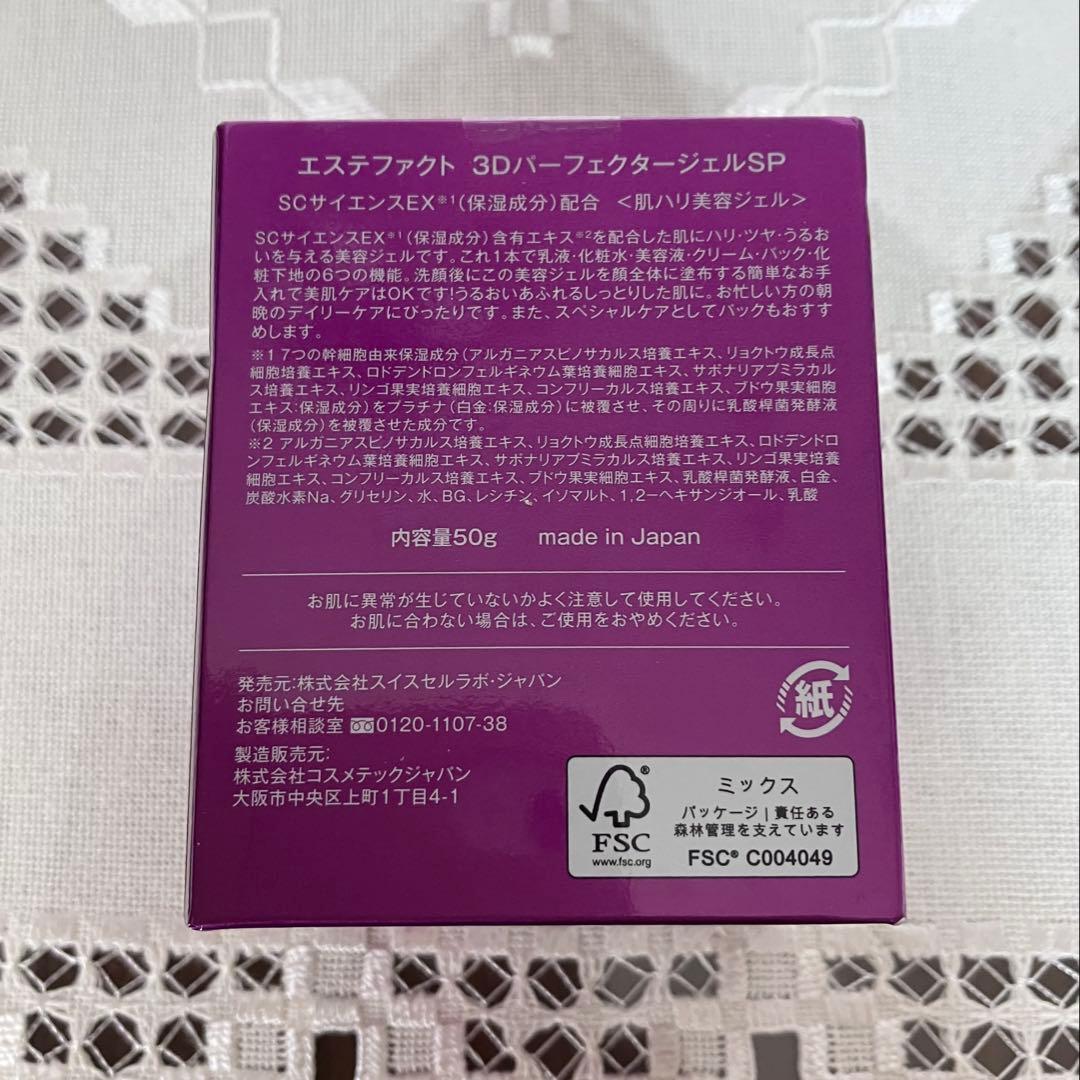 エステファクト 3DパーフェクタージェルSP
SCサイエンスEX※1(保湿成分)配合 <肌ハリ美容ジェル>
SCサイエンスEX※1(保湿成分)含有エキス※2を配合した肌にハリ・ツヤ・うるお
いを与える美容ジェルです。これ1本で乳液・化粧水・美容液・クリーム・パック・化
粧下地の6つの機能。洗顔後にこの美容ジェルを顔全体に塗布する簡単なお手
入れで美肌ケアはOKです!うるおいあふれるしっとりした肌に。お忙しい方の朝
晩のデイリーケアにぴったりです。また、スペシャルケアとしてパックもおすす
めします。
※1 7つの幹細胞由来保湿成分(アルガニアスピノサカルス培養エキス、リョクトウ成長点
細胞培養エキス、ロドデンドロンフェルギネウム葉培養細胞エキス、サポナリアプミラカル
ス培養エキス、リンゴ果実培養細胞エキス、コンフリーカルス培養エキス、ブドウ果実細胞
エキス:保湿成分)をプラチナ(白金:保湿成分)に被覆させ、その周りに乳酸桿菌発酵液
(保湿成分)を被覆させた成分です。
※2 アルガニアスピノサカルス培養エキス、リョクトウ成長点細胞培養エキス、ロドデンドロ
ンフェルギネウム葉培養細胞エキス、サポナリアプミラカルス培養エキス、リンゴ果実培養
細胞エキス、コンフリーカルス培養エキス、ブドウ果実細胞エキス、乳酸桿菌発酵液、白金、
炭酸水素Na、グリセリン、水、BG、レシチン、イソマルト、1,2-ヘキサンジオール、乳酸
内容量50g made in Japan
お肌に異常が生じていないかよく注意して使用してください。
お肌に合わない場合は、ご使用をおやめください。
発売元:株式会社スイスセルラボ・ジャパン
お問い合せ先
お客様相談室 0120-1107-38
製造販売元:
株式会社コスメテックジャパン
大阪市中央区上町1丁目4-1
紙
FSC®
www.fsc.org
ミックス
パッケージ|責任ある
森林管理を支えています
FSC® C004049